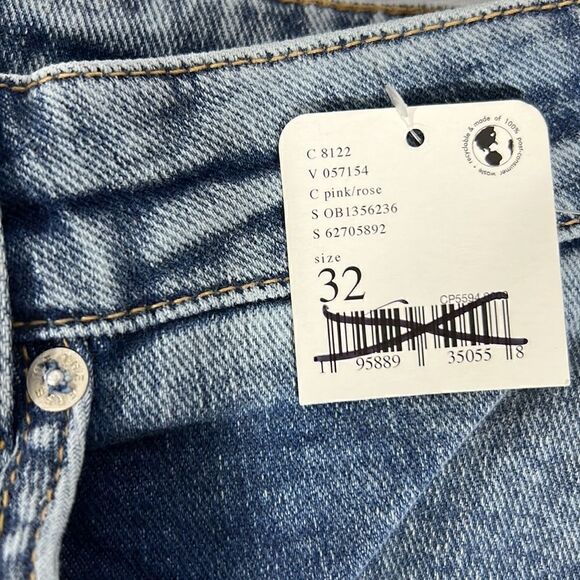 C 8122
V 057154
C pink/rose
S OB1356236
S 62705892
size
32
1 95889 35055 8
recyclable & made of 100% post-consumer waste •